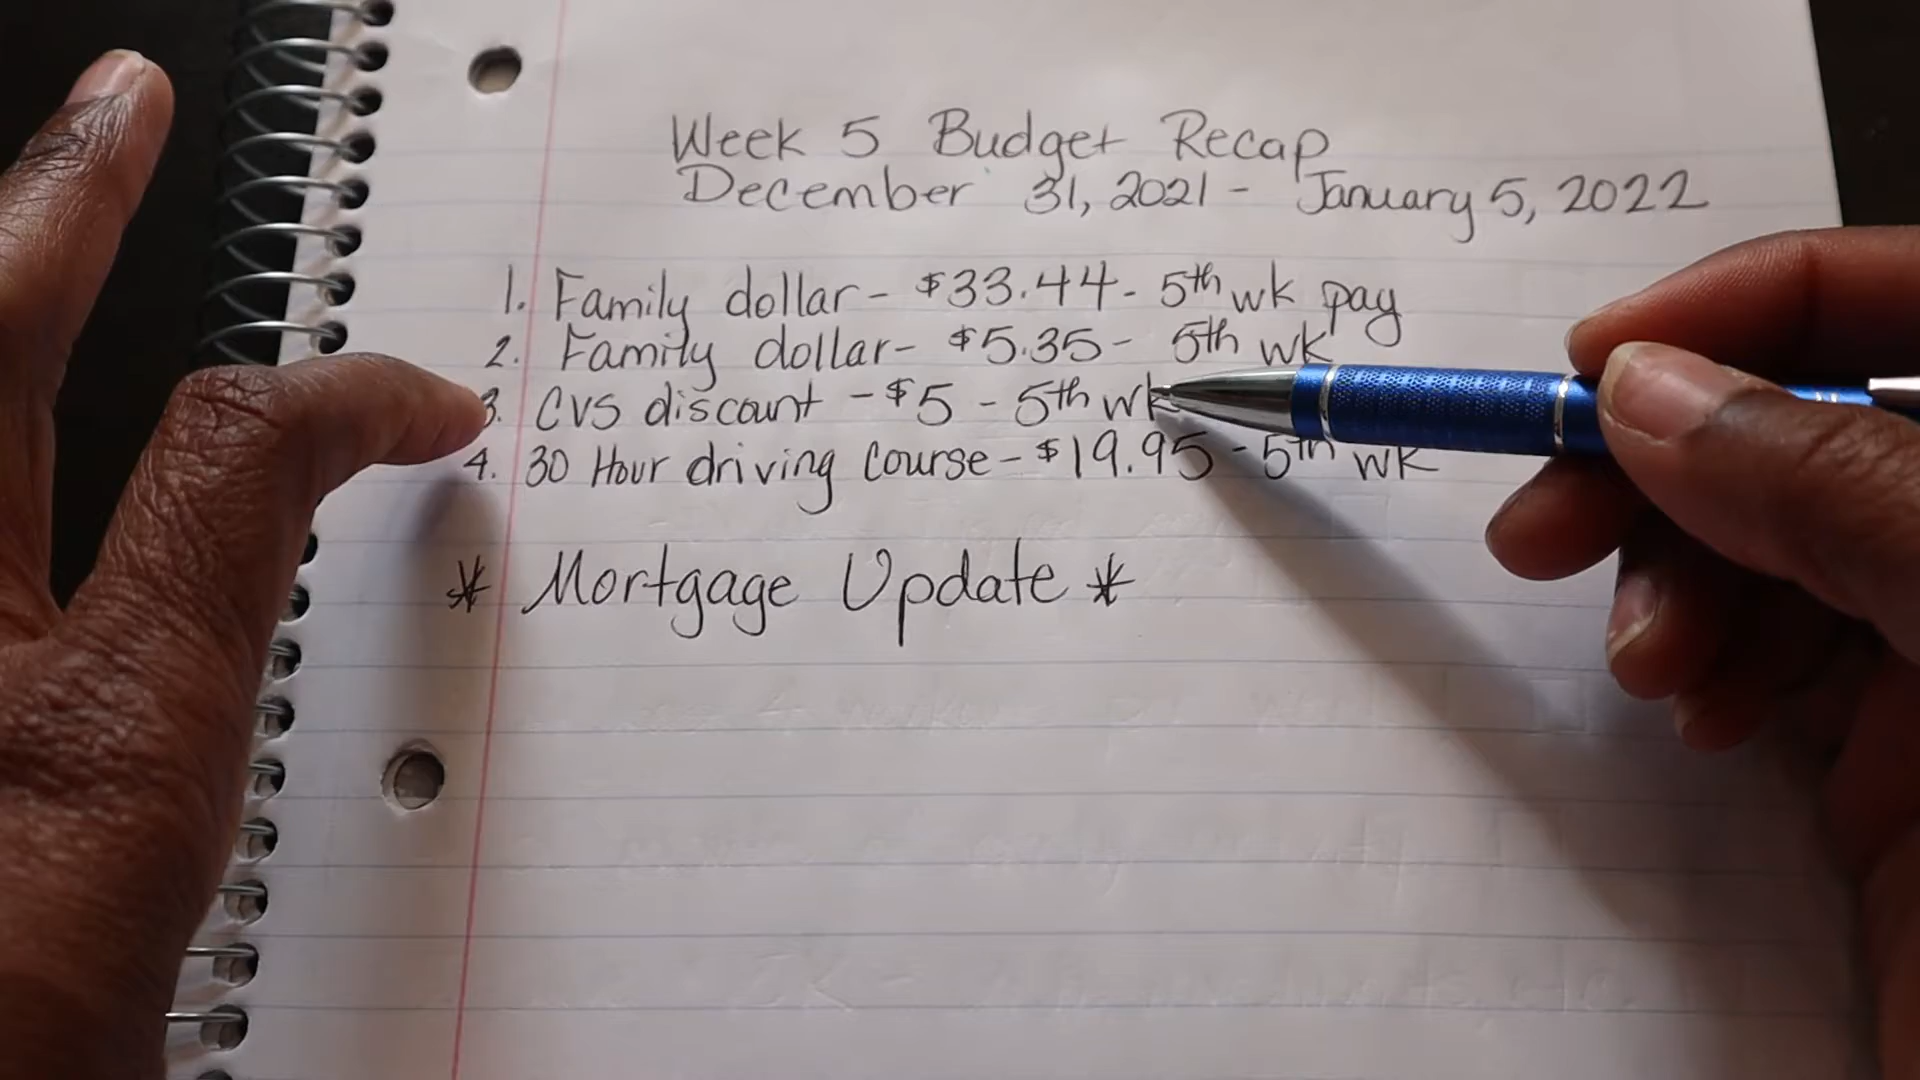 Week 5 Budget Recap
December 31, 2021 - January 5, 2022
1. Family dollar - $33.44 - 5th wk pay
2. Family dollar - $5.35 - 5th wk
3. CVS discount - $5 - 5th wk
4. 30 Hour driving course - $19.95 - 5th wk
* Mortgage Update *